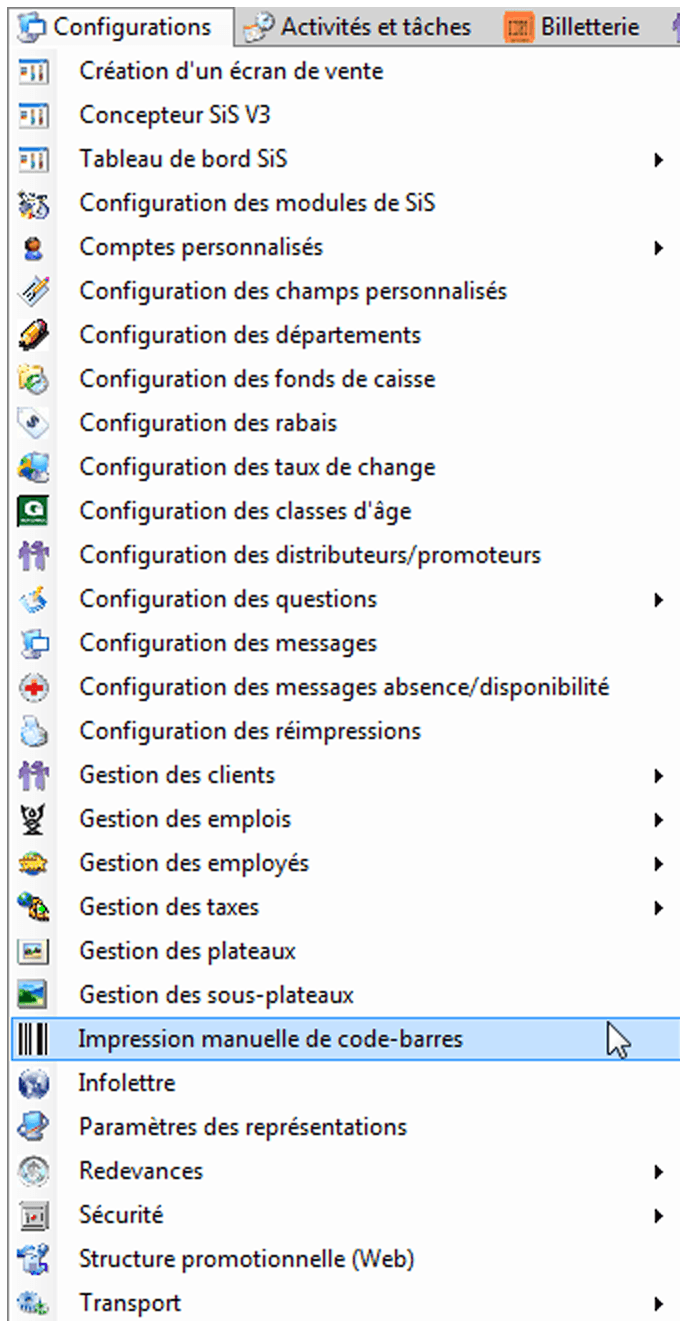 Configurations Activités et tâches Billetterie
Création d'un écran de vente
Concepteur SiS V3
Tableau de bord SiS
Configuration des modules de SiS
Comptes personnalisés
Configuration des champs personnalisés
Configuration des départements
Configuration des fonds de caisse
Configuration des rabais
Configuration des taux de change
Configuration des classes d'âge
Configuration des distributeurs/promoteurs
Configuration des questions
Configuration des messages
Configuration des messages absence/disponibilité
Configuration des réimpressions
Gestion des clients
Gestion des emplois
Gestion des employés
Gestion des taxes
Gestion des plateaux
Gestion des sous-plateaux
Impression manuelle de code-barres
Infolettre
Paramètres des représentations
Redevances
Sécurité
Structure promotionnelle (Web)
Transport